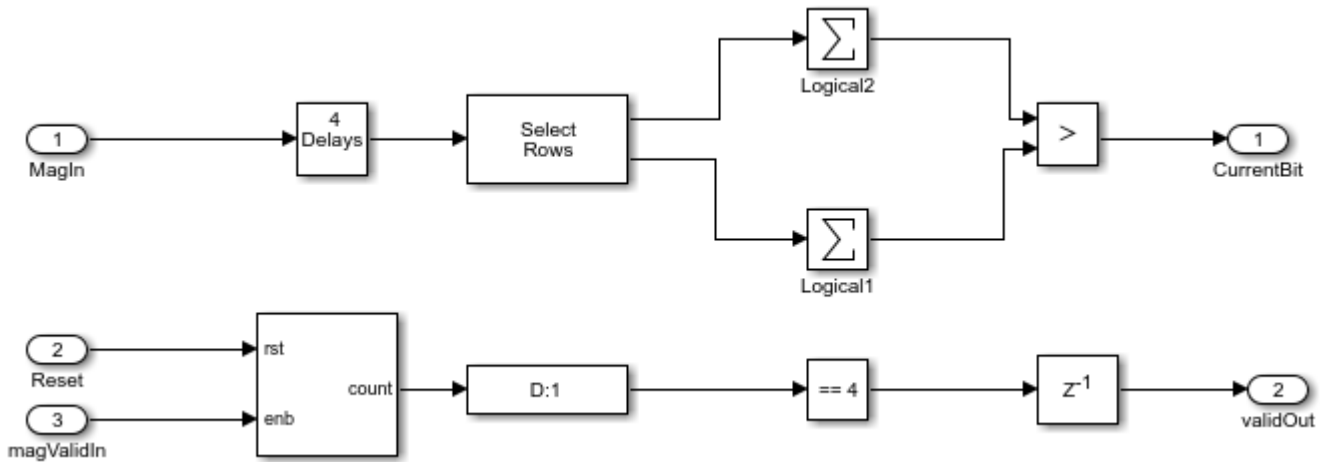 1
MagIn
4
Delays
Select
Rows
Σ
Logical2
Σ
Logical1
>
1
CurrentBit
2
Reset
3
magValidIn
rst
enb
count
D:1
== 4
Z-1
2
validOut